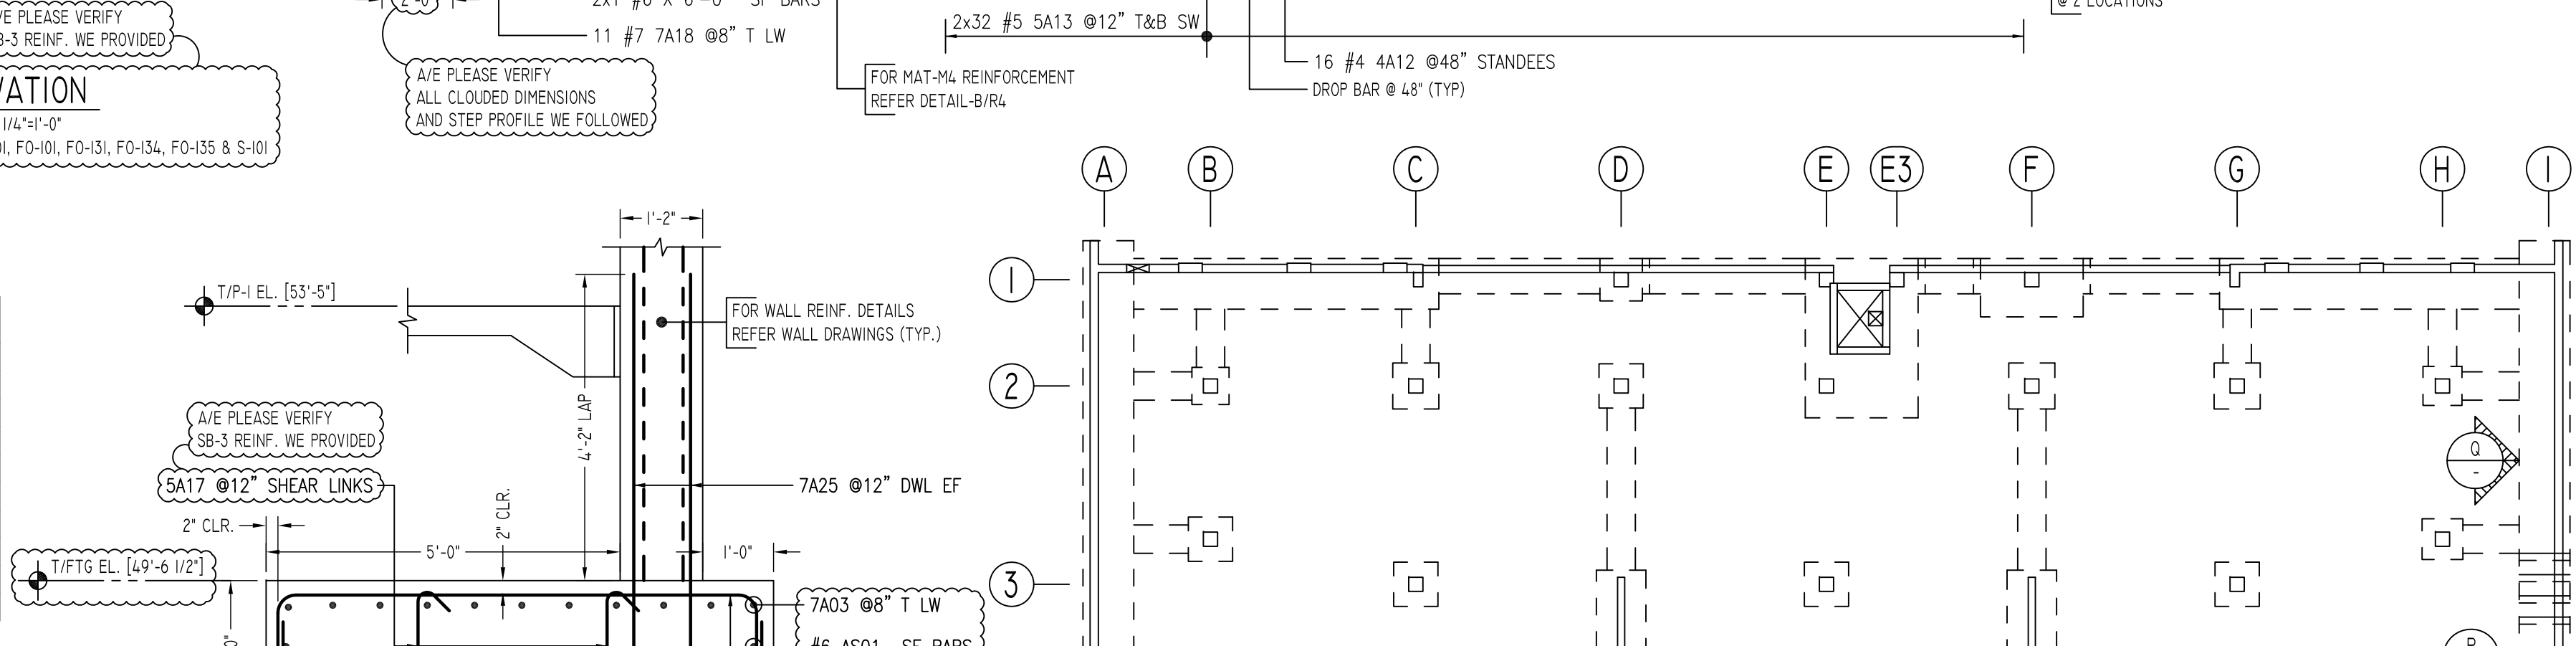 /E PLEASE VERIFY
B-3 REINF. WE PROVIDED
VATION
1/4"=1'-0"
01, FO-101, FO-131, FO-134, FO-135 & S-101
11 #7 7A18 @8" T LW
A/E PLEASE VERIFY
ALL CLOUDED DIMENSIONS
AND STEP PROFILE WE FOLLOWED
FOR MAT-M4 REINFORCEMENT
REFER DETAIL-B/R4
2x32 #5 5A13 @12" T&B SW
16 #4 4A12 @48" STANDEES
DROP BAR @ 48" (TYP)
@ 2 LOCATIONS
1'-2"
T/P-1 EL. [53'-5"]
FOR WALL REINF. DETAILS
REFER WALL DRAWINGS (TYP.)
4'-2" LAP
A/E PLEASE VERIFY
SB-3 REINF. WE PROVIDED
5A17 @12" SHEAR LINKS
7A25 @12" DWL EF
2" CLR.
2" CLR.
5'-0"
1'-0"
T/FTG EL. [49'-6 1/2"]
7A03 @8" T LW
A
B
C
D
E
E3
F
G
H
I
1
2
3
Q
-